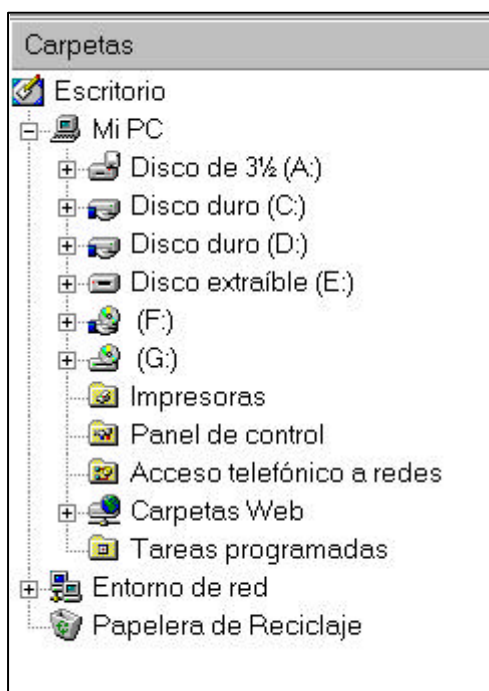 Carpetas
Escritorio
Mi PC
Disco de 3½ (A:)
Disco duro (C:)
Disco duro (D:)
Disco extraíble (E:)
(F:)
(G:)
Impresoras
Panel de control
Acceso telefónico a redes
Carpetas Web
Tareas programadas
Entorno de red
Papelera de Reciclaje